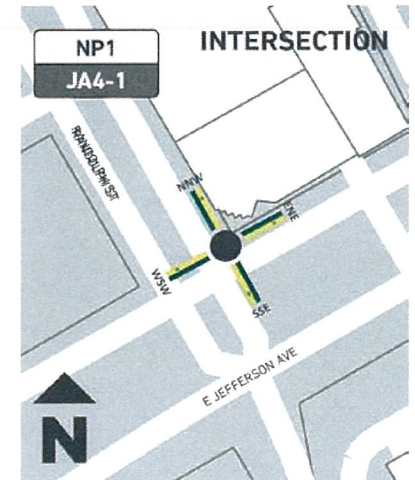 NP1
INTERSECTION
JA4-1
RANDOLPH ST
NNW
ENE
WSW
SSE
E JEFFERSON AVE
N